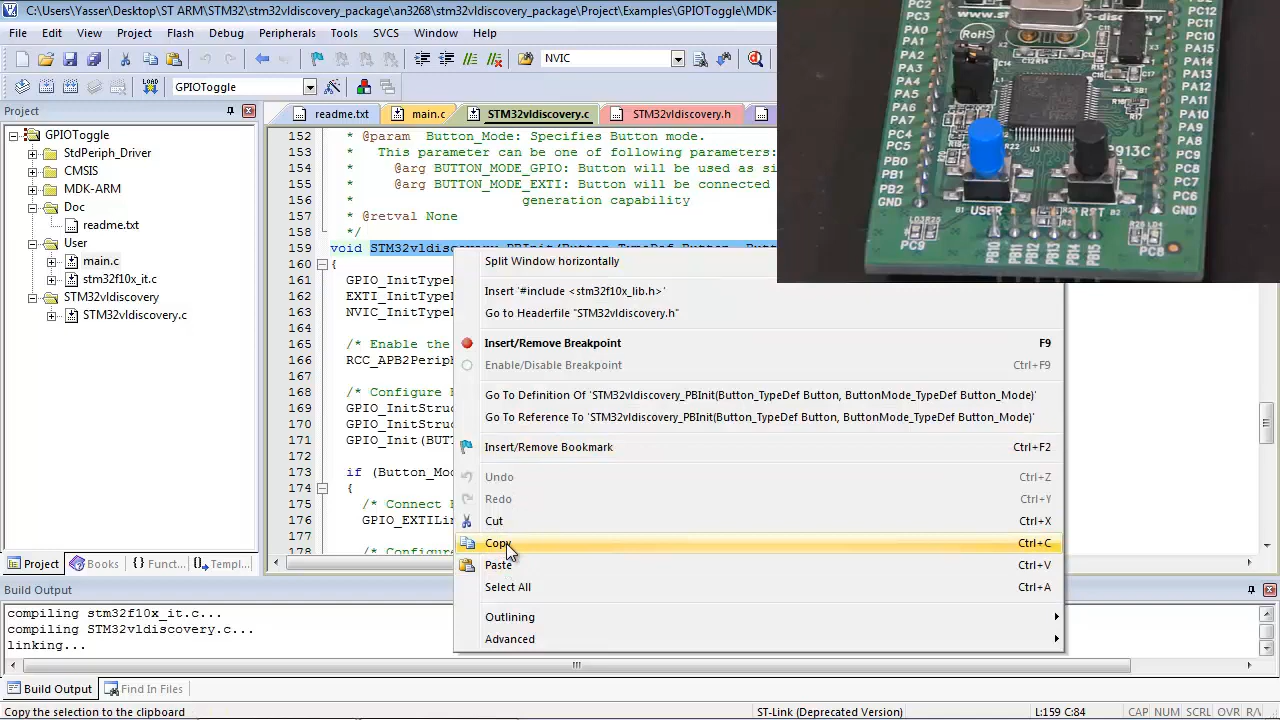 C:\Users\Yasser\Desktop\ST ARM\STM32\stm32vldiscovery_package\an3268\stm32vldiscovery_package\Project\Examples\GPIOToggle\MDK-
File Edit View Project Flash Debug Peripherals Tools SVCS Window Help
NVIC
GPIOToggle
Project
readme.txt main.c STM32vldiscovery.c STM32vldiscovery.h
GPIOToggle
StdPeriph_Driver
CMSIS
MDK-ARM
Doc
readme.txt
User
main.c
stm32f10x_it.c
STM32vldiscovery
STM32vldiscovery.c
152 * @param Button_Mode: Specifies Button mode.
153 * This parameter can be one of following parameters:
154 * @arg BUTTON_MODE_GPIO: Button will be used as si
155 * @arg BUTTON_MODE_EXTI: Button will be connected
156 * generation capability
157 * @retval None
158 */
159 void STM32vldiscovery_PBInit(Button_TypeDef Button, Butt
160 {
161 GPIO_InitTypeD
162 EXTI_InitTypeD
163 NVIC_InitTypeD
164
165 /* Enable the
166 RCC_APB2Periph
167
168 /* Configure
169 GPIO_InitStruc
170 GPIO_InitStruc
171 GPIO_Init(BUTT
172
173 if (Button_Mod
174 {
175 /* Connect
176 GPIO_EXTILin
177
178 /* Configure
Split Window horizontally
Insert '#include <stm32f10x_lib.h>'
Go to Headerfile "STM32vldiscovery.h"
Insert/Remove Breakpoint F9
Enable/Disable Breakpoint Ctrl+F9
Go To Definition Of 'STM32vldiscovery_PBInit(Button_TypeDef Button, ButtonMode_TypeDef Button_Mode)'
Go To Reference To 'STM32vldiscovery_PBInit(Button_TypeDef Button, ButtonMode_TypeDef Button_Mode)'
Insert/Remove Bookmark Ctrl+F2
Undo Ctrl+Z
Redo Ctrl+Y
Cut Ctrl+X
Copy Ctrl+C
Paste Ctrl+V
Select All Ctrl+A
Outlining
Advanced
PC2
PC3
PA0
PA1
PA2
PA3
PA4
PA5
PA6
PA7
PC4
PC5
PB0
PB1
PB2
GND
RoHS
U3
P913C
B1 USER
RST B2
PC9
PC8
PB10
PB11
PB12
PB13
PB14
PB15
PC12
PC11
PC10
PA15
PA14
PA13
PA12
PA11
PA10
PA9
PA8
PC9
PC8
PC7
PC6
GND
Project Books Funct... Templ...
Build Output
compiling stm32f10x_it.c...
compiling STM32vldiscovery.c...
linking...
Build Output Find In Files
Copy the selection to the clipboard ST-Link (Deprecated Version) L:159 C:84 CAP NUM SCRL OVR R/